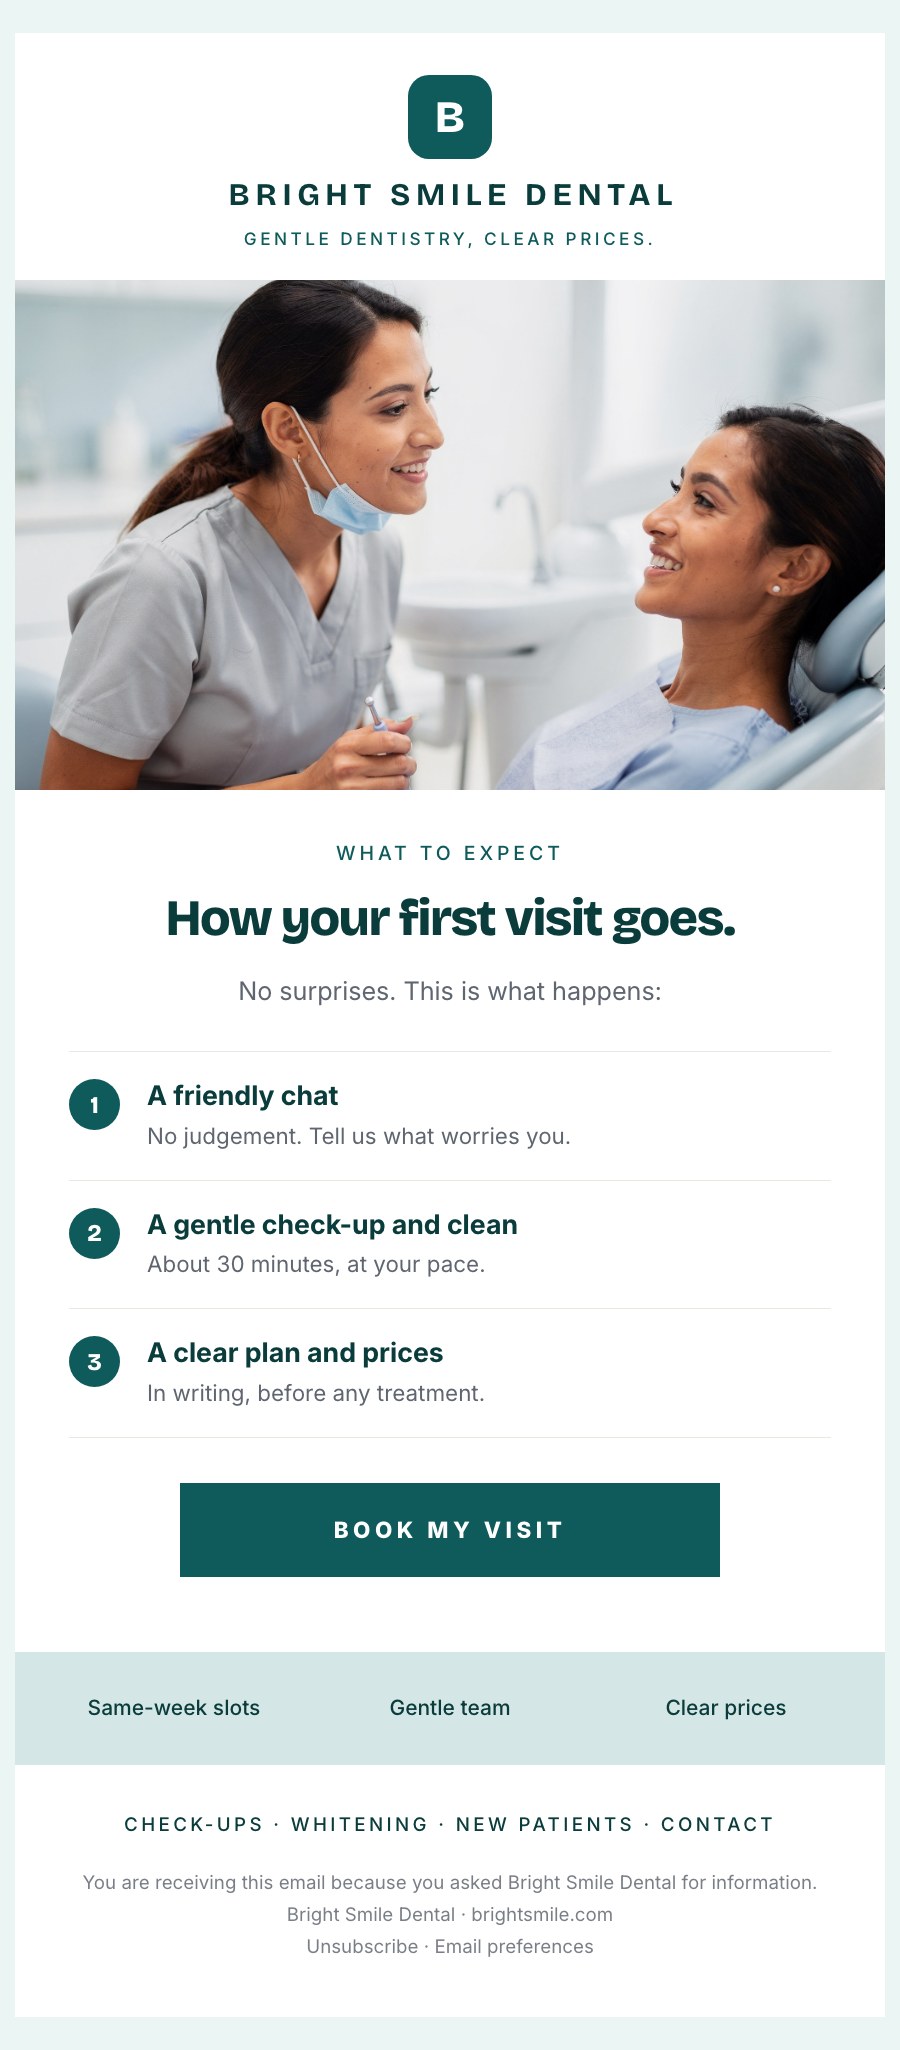 B
BRIGHT SMILE DENTAL
GENTLE DENTISTRY, CLEAR PRICES.
WHAT TO EXPECT
How your first visit goes.
No surprises. This is what happens:
1
A friendly chat
No judgement. Tell us what worries you.
2
A gentle check-up and clean
About 30 minutes, at your pace.
3
A clear plan and prices
In writing, before any treatment.
BOOK MY VISIT
Same-week slots Gentle team Clear prices
CHECK-UPS · WHITENING · NEW PATIENTS · CONTACT
You are receiving this email because you asked Bright Smile Dental for information.
Bright Smile Dental · brightsmile.com
Unsubscribe · Email preferences